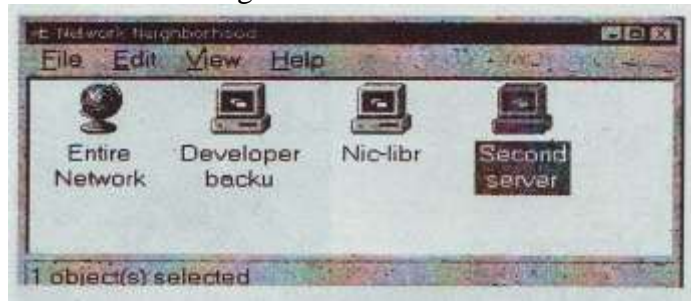 Network Neighborhood
File Edit View Help
Entire Network
Developer backu
Nic-libr
Second server
1 object(s) selected